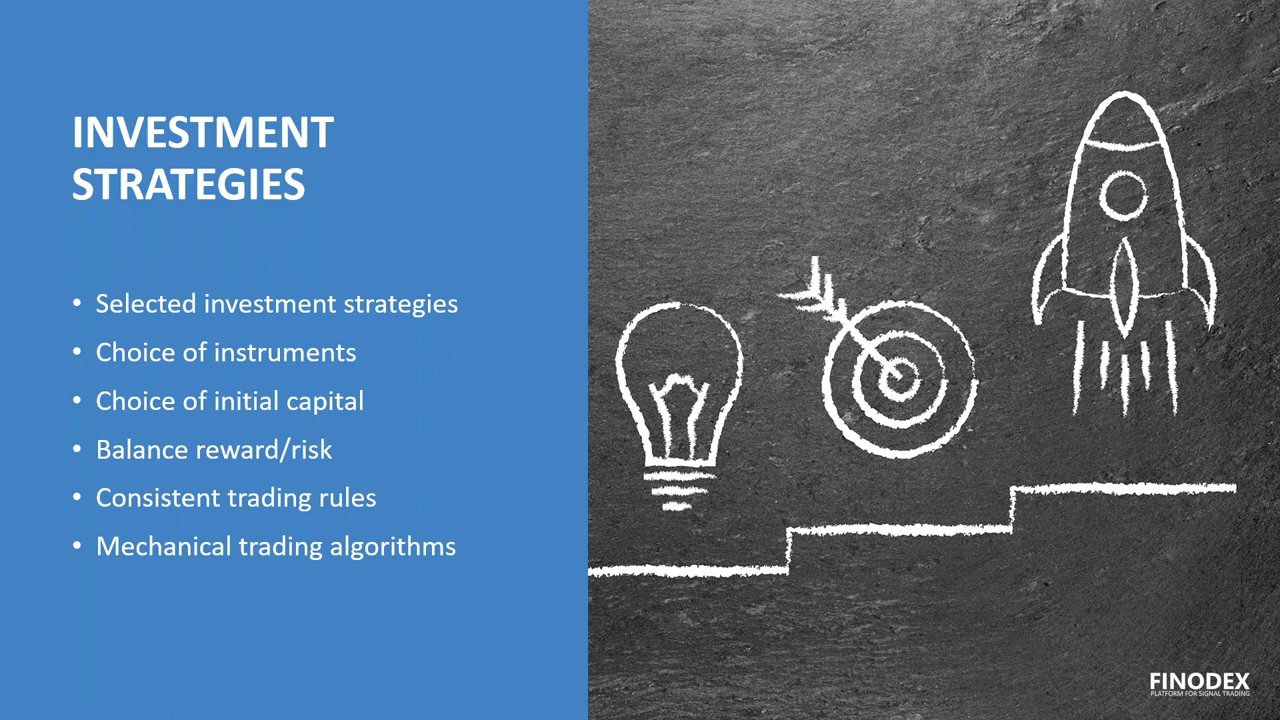 INVESTMENT
STRATEGIES
• Selected investment strategies
• Choice of instruments
• Choice of initial capital
• Balance reward/risk
• Consistent trading rules
• Mechanical trading algorithms
FINODEX
PLATFORM FOR SIGNAL TRADING